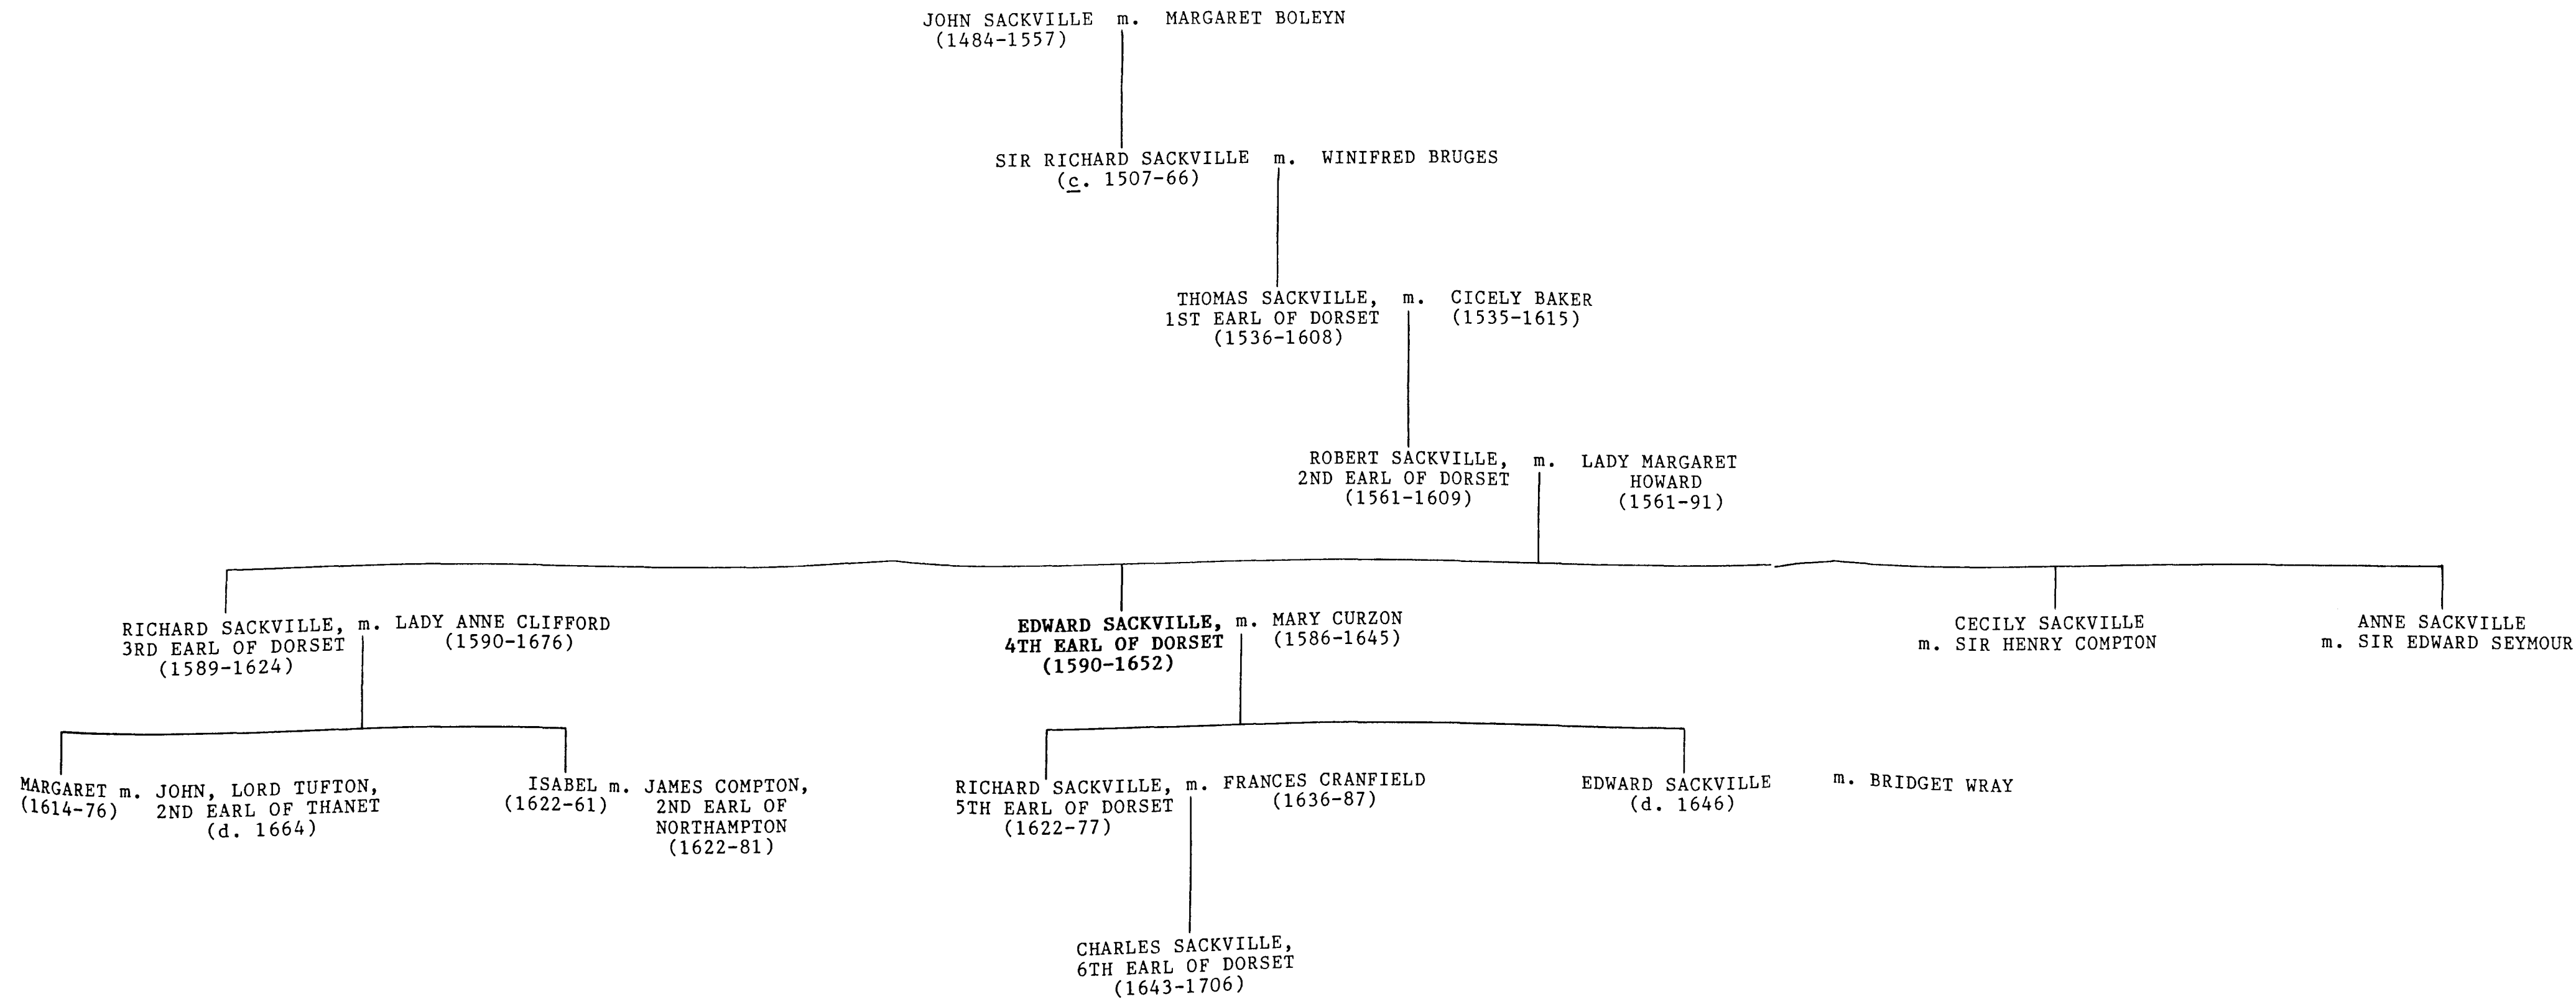 JOHN SACKVILLE m. MARGARET BOLEYN
(1484-1557)
SIR RICHARD SACKVILLE m. WINIFRED BRUGES
(c. 1507-66)
THOMAS SACKVILLE, m. CICELY BAKER
1ST EARL OF DORSET (1535-1615)
(1536-1608)
ROBERT SACKVILLE, m. LADY MARGARET
2ND EARL OF DORSET HOWARD
(1561-1609) (1561-91)
RICHARD SACKVILLE, m. LADY ANNE CLIFFORD
3RD EARL OF DORSET (1590-1676)
(1589-1624)
EDWARD SACKVILLE, m. MARY CURZON
4TH EARL OF DORSET (1586-1645)
(1590-1652)
CECILY SACKVILLE
m. SIR HENRY COMPTON
ANNE SACKVILLE
m. SIR EDWARD SEYMOUR
MARGARET m. JOHN, LORD TUFTON,
(1614-76) 2ND EARL OF THANET
(d. 1664)
ISABEL m. JAMES COMPTON,
(1622-61) 2ND EARL OF
NORTHAMPTON
(1622-81)
RICHARD SACKVILLE, m. FRANCES CRANFIELD
5TH EARL OF DORSET (1636-87)
(1622-77)
EDWARD SACKVILLE m. BRIDGET WRAY
(d. 1646)
CHARLES SACKVILLE,
6TH EARL OF DORSET
(1643-1706)